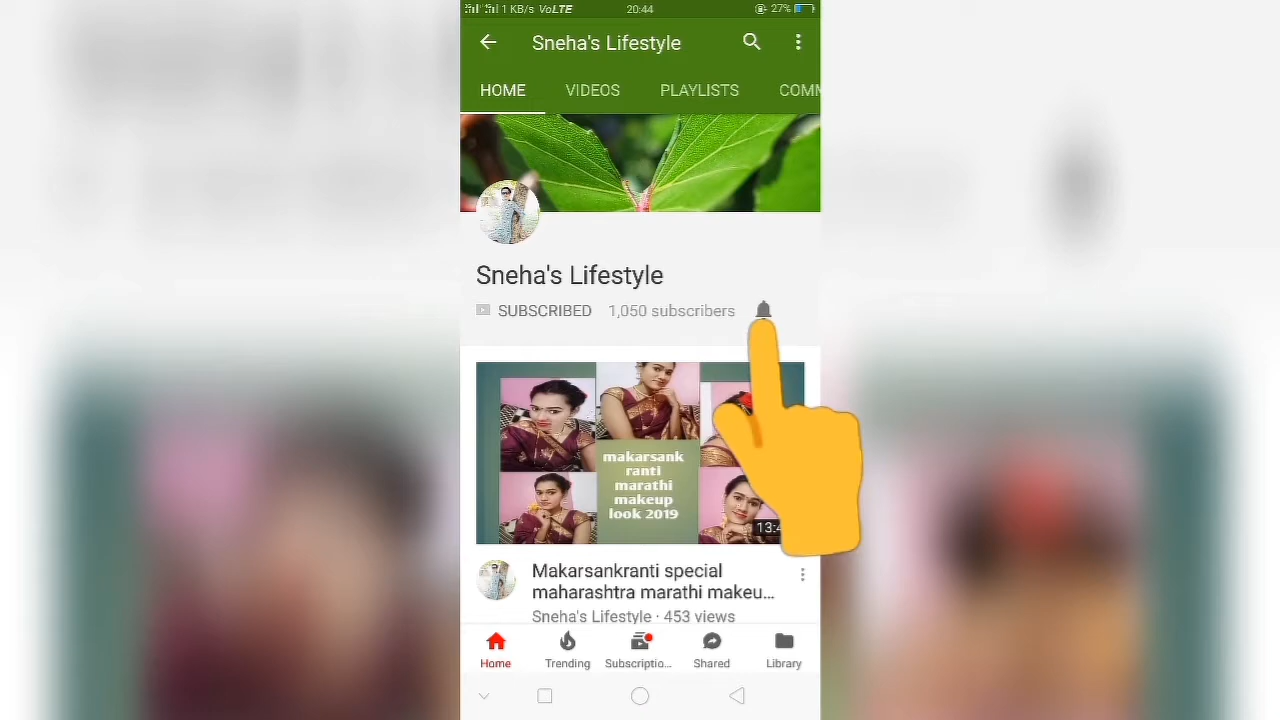 1 KB/s VoLTE 20:44 27%
Sneha's Lifestyle
HOME VIDEOS PLAYLISTS COMM
Sneha's Lifestyle
SUBSCRIBED 1,050 subscribers
makarsank
ranti
marathi
makeup
look 2019
13:4
Makarsankranti special
maharashtra marathi makeu...
Sneha's Lifestyle · 453 views
Home Trending Subscriptio... Shared Library